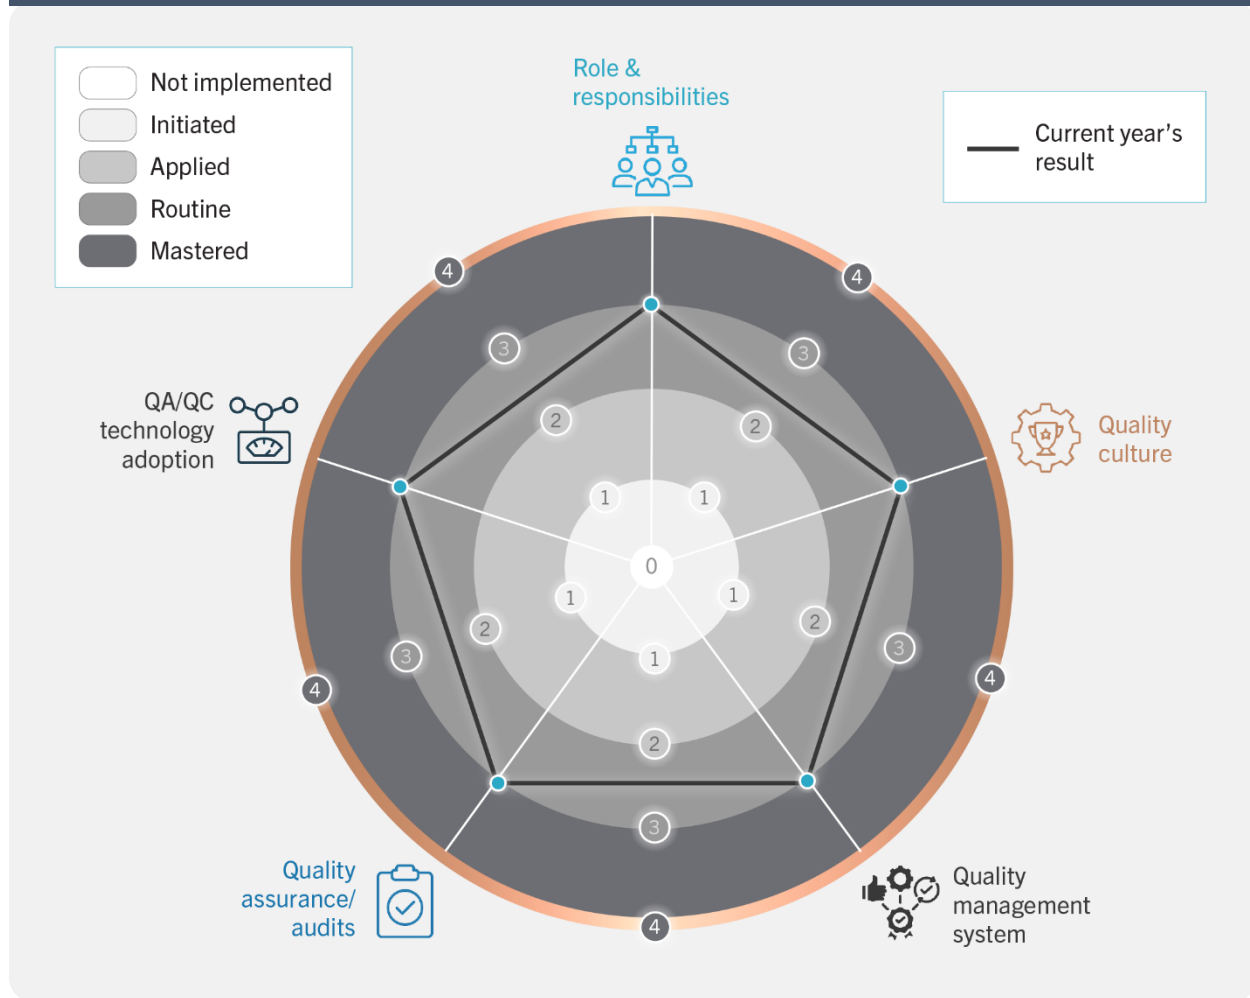 Not implemented
Initiated
Applied
Routine
Mastered
Role &
responsibilities
Current year's
result
4
4
3
3
QA/QC
technology
adoption
2
2
Quality
culture
1
1
0
1
1
2
2
3
3
4
4
1
2
3
Quality
assurance/
audits
Quality
management
system
4